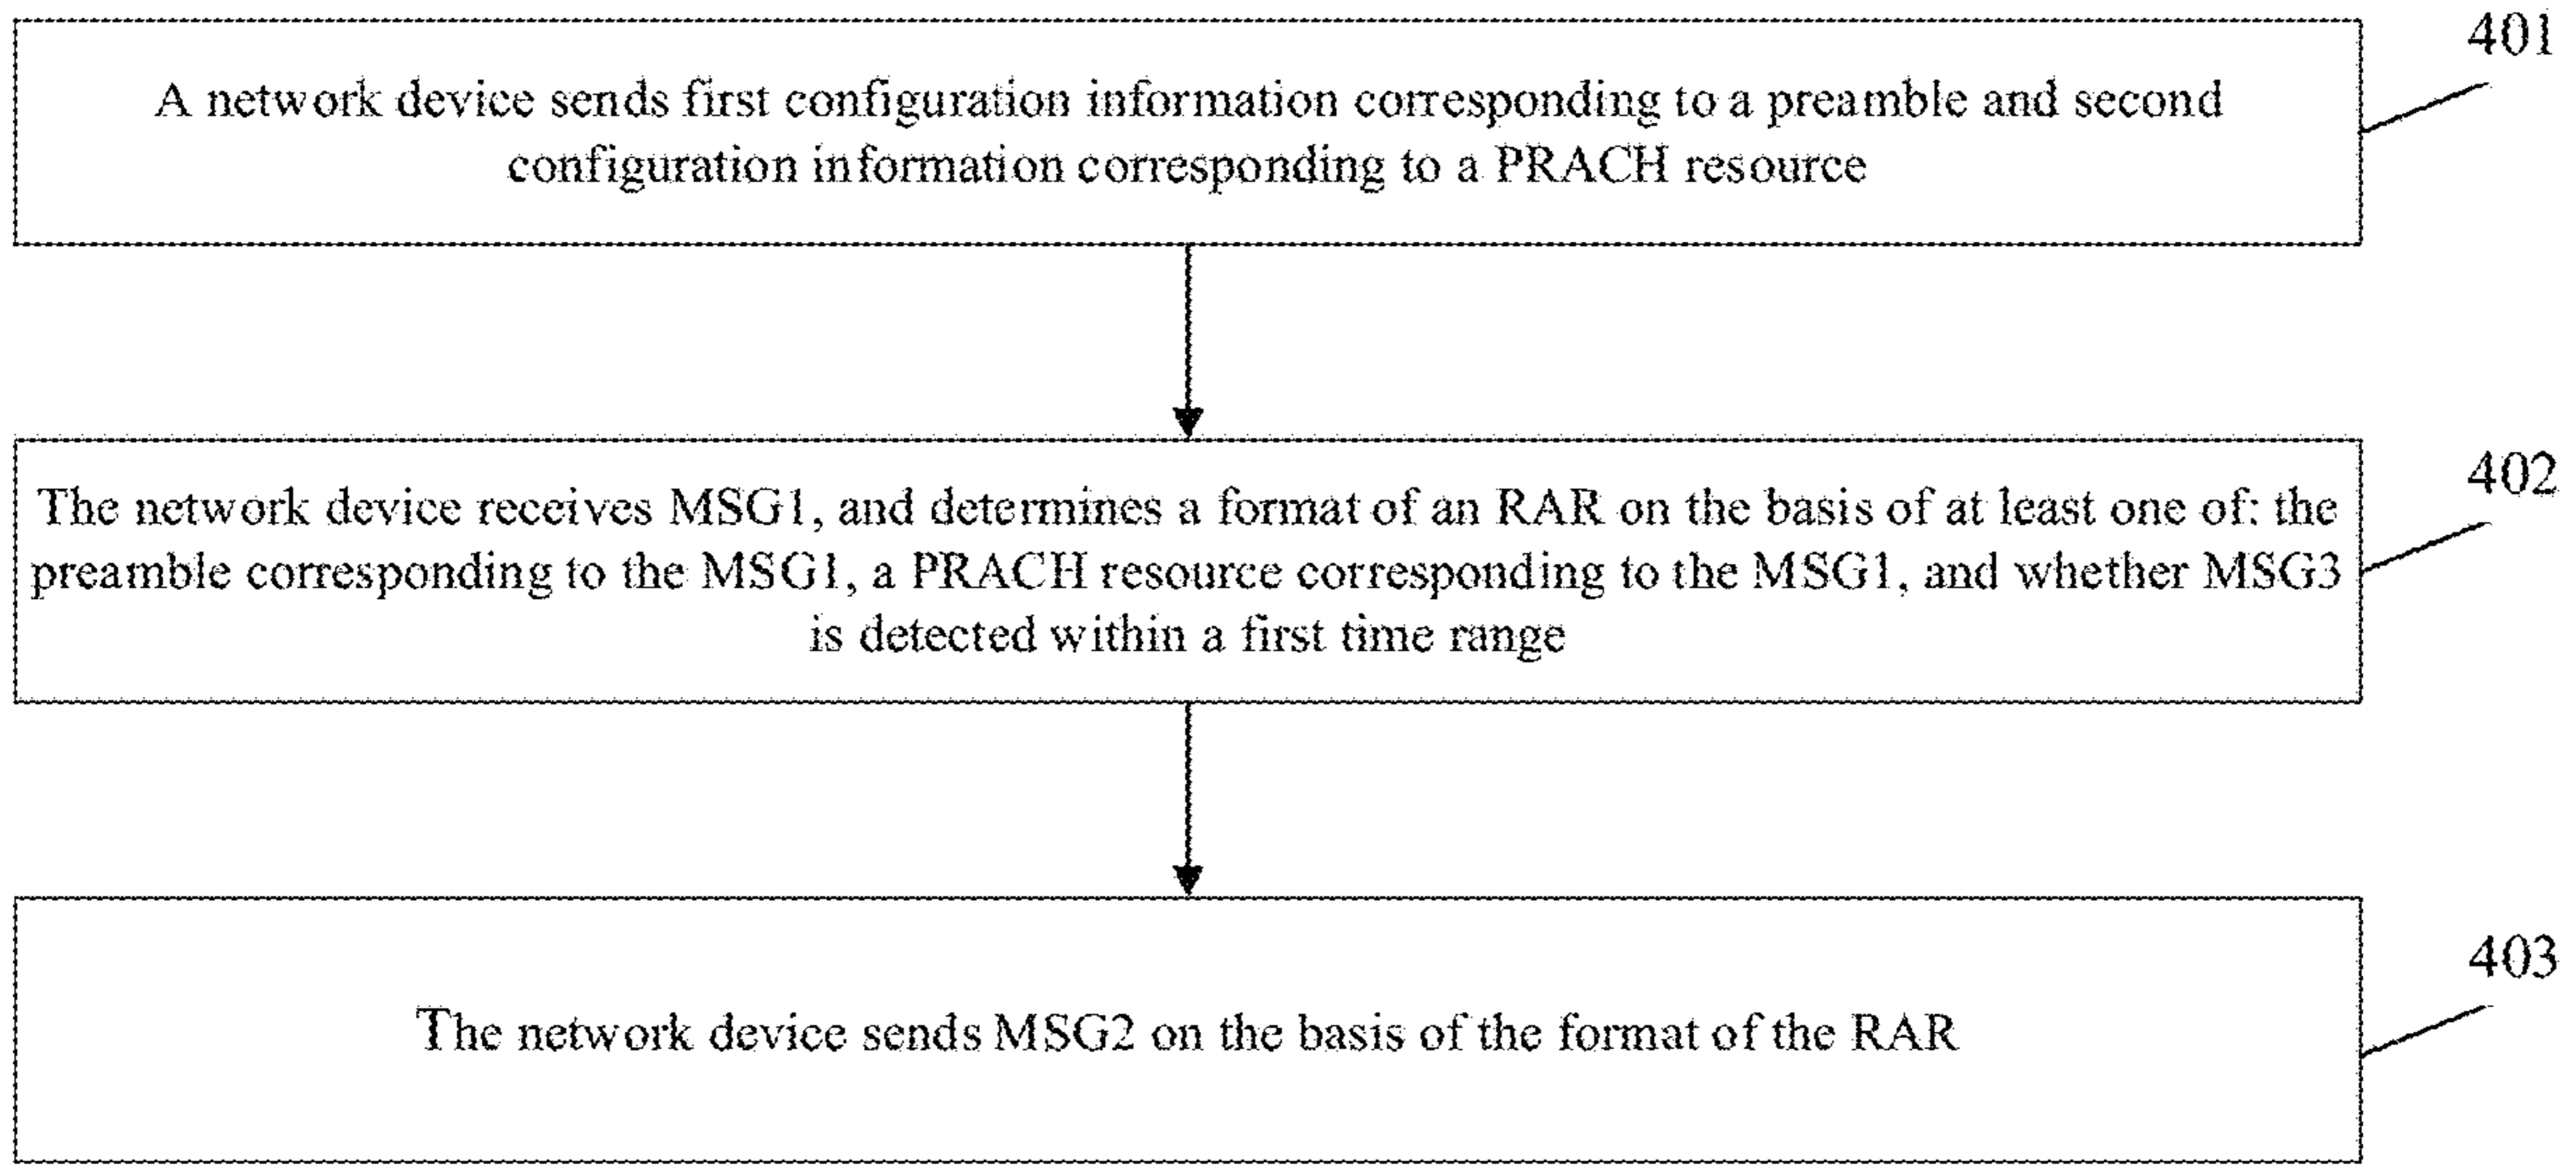 401
A network device sends first configuration information corresponding to a preamble and second
configuration information corresponding to a PRACH resource
402
The network device receives MSG1, and determines a format of an RAR on the basis of at least one of: the
preamble corresponding to the MSG1, a PRACH resource corresponding to the MSG1, and whether MSG3
is detected within a first time range
403
The network device sends MSG2 on the basis of the format of the RAR